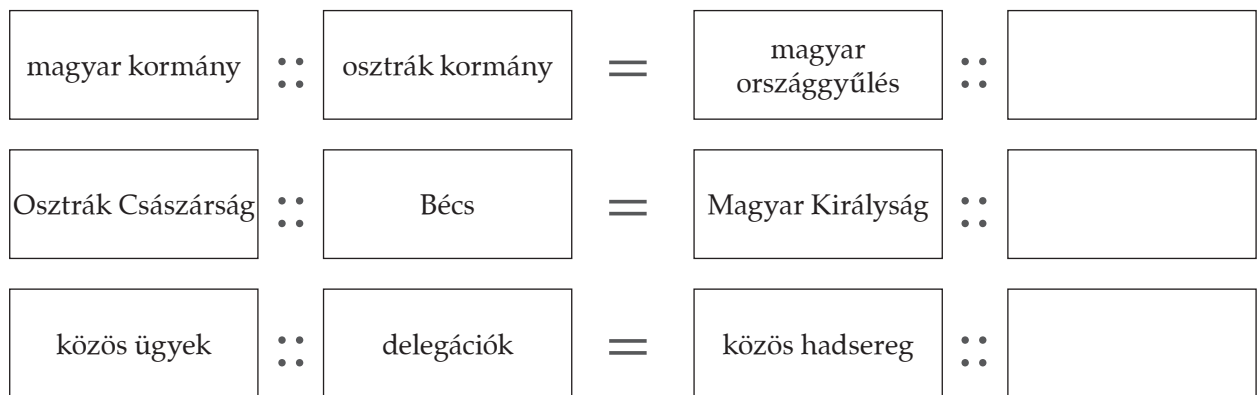 magyar kormány :: osztrák kormány = magyar
országgyűlés ::
Osztrák Császárság :: Bécs = Magyar Királyság ::
közös ügyek :: delegációk = közös hadsereg ::